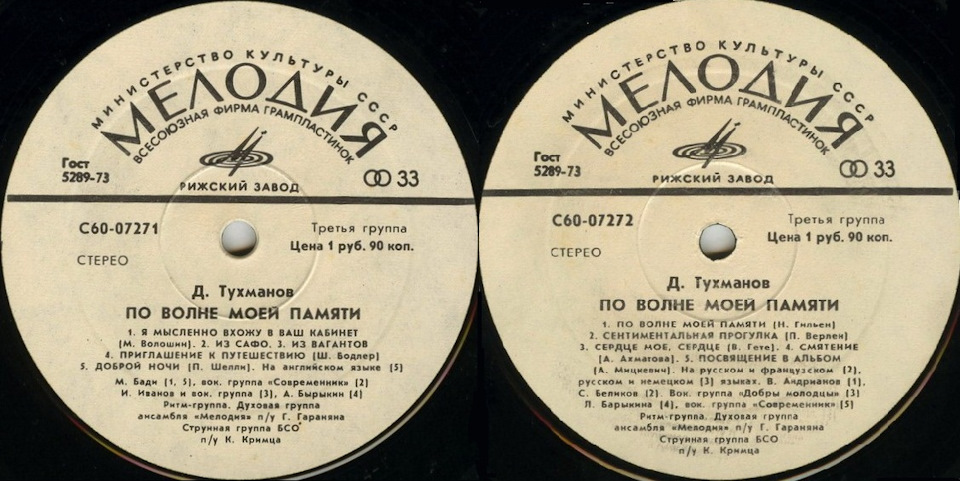 МИНИСТЕРСТВО КУЛЬТУРЫ СССР
МЕЛОДИЯ
ВСЕСОЮЗНАЯ ФИРМА ГРАМПЛАСТИНОК
Гост
5289-73
33
РИЖСКИЙ ЗАВОД
С60-07271
Третья группа
Цена 1 руб. 90 коп.
СТЕРЕО
Д. Тухманов
ПО ВОЛНЕ МОЕЙ ПАМЯТИ
1. Я МЫСЛЕННО ВХОЖУ В ВАШ КАБИНЕТ
(М. Волошин). 2. ИЗ САФО. 3. ИЗ ВАГАНТОВ
4. ПРИГЛАШЕНИЕ К ПУТЕШЕСТВИЮ (Ш. Бодлер)
5. ДОБРОЙ НОЧИ (П. Шелли). На английском языке (5)
М. Бади (1, 5), вок. группа «Современник» (2)
И. Иванов и вок. группа (3), А. Бырыкин (4)
Ритм-группа. Духовая группа
ансамбля «Мелодия» п/у Г. Гараняна
Струнная группа БСО
п/у К. Кримца
МИНИСТЕРСТВО КУЛЬТУРЫ СССР
МЕЛОДИЯ
ВСЕСОЮЗНАЯ ФИРМА ГРАМПЛАСТИНОК
Гост
5289-73
33
РИЖСКИЙ ЗАВОД
С60-07272
Третья группа
Цена 1 руб. 90 коп.
СТЕРЕО
Д. Тухманов
ПО ВОЛНЕ МОЕЙ ПАМЯТИ
1. ПО ВОЛНЕ МОЕЙ ПАМЯТИ (Н. Гильен)
2. СЕНТИМЕНТАЛЬНАЯ ПРОГУЛКА (П. Верлен)
3. СЕРДЦЕ МОЕ, СЕРДЦЕ (В. Гете). 4. СМЯТЕНИЕ
(А. Ахматова). 5. ПОСВЯЩЕНИЕ В АЛЬБОМ
(А. Мицкевич). На русском и французском (2),
русском и немецком (3) языках. В. Андрианов (1),
С. Беликов (2). Вок. группа «Добры молодцы» (3)
Л. Барыкина (4), вок. группа «Современник» (5)
Ритм-группа. Духовая группа
ансамбля «Мелодия» п/у Г. Гараняна
Струнная группа БСО
п/у К. Кримца